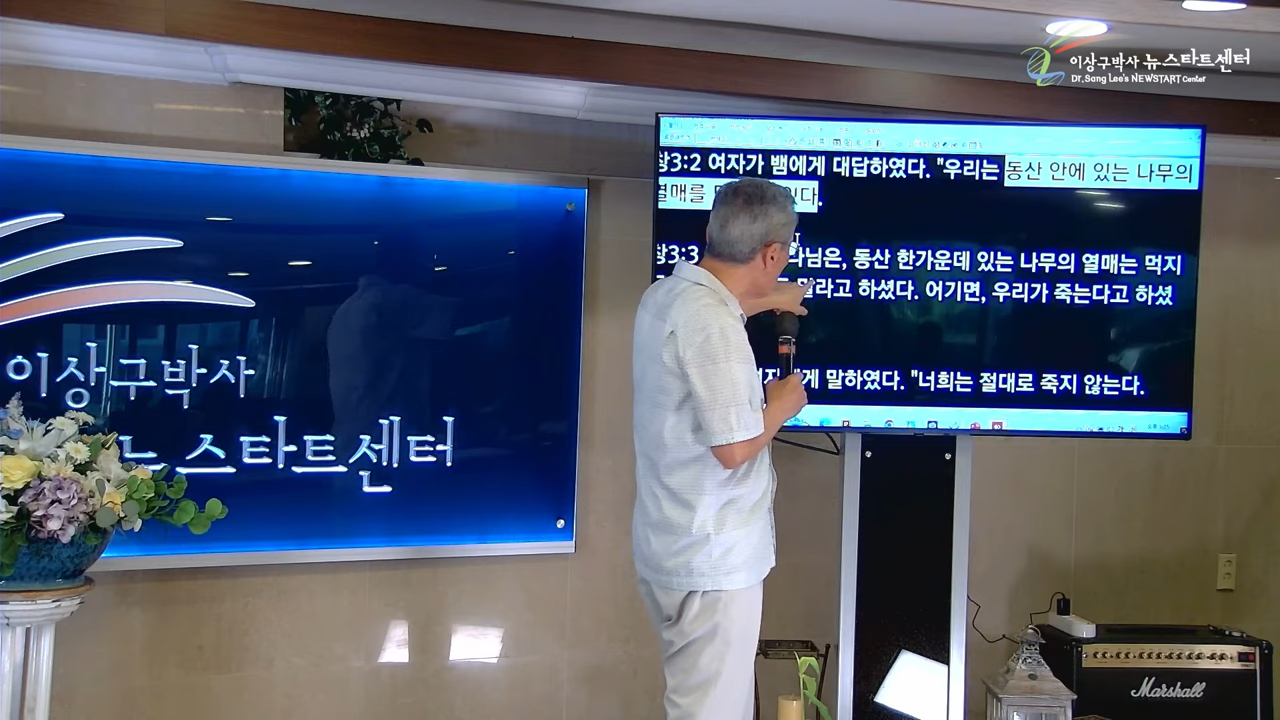 이상구박사 뉴스타트센터
Dr. Sang Lee's NEWSTART Center
창3:2 여자가 뱀에게 대답하였다. "우리는 동산 안에 있는 나무의
열매를
창3:3 동산 한가운데 있는 나무의 열매는 먹지
말라고 하셨다. 어기면, 우리가 죽는다고 하셨
말하였다. "너희는 절대로 죽지 않는다.
이상구박사
뉴스타트센터
Marshall